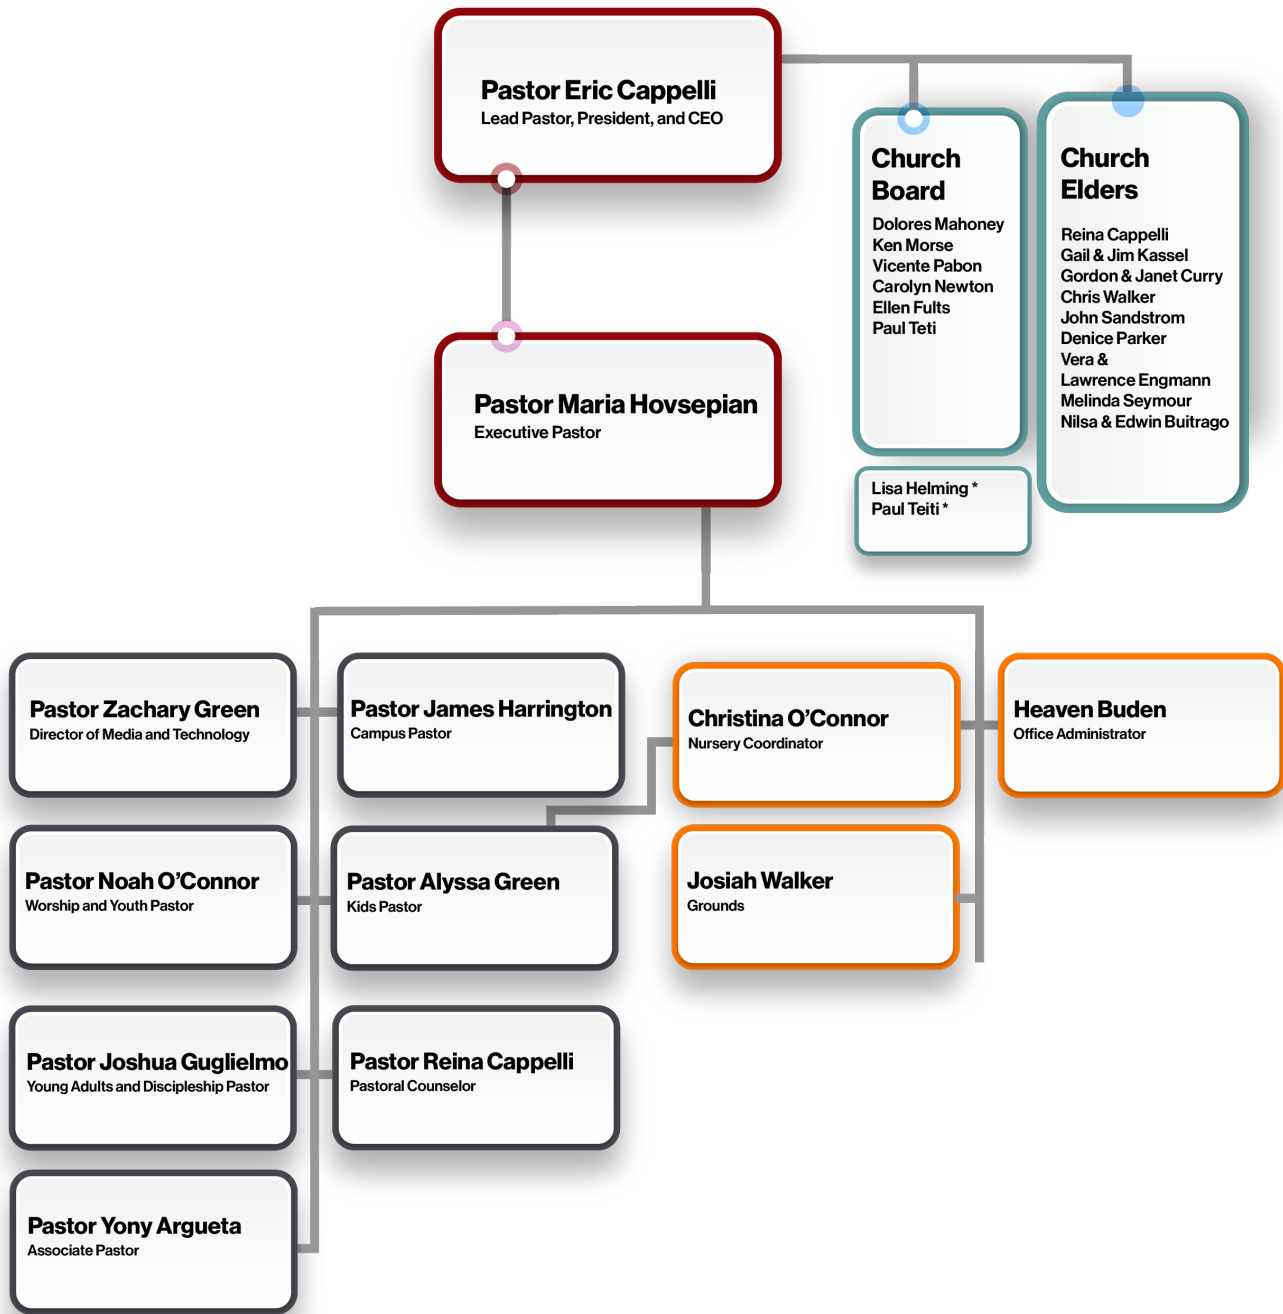 Pastor Eric Cappelli
Lead Pastor, President, and CEO
Church
Board
Dolores Mahoney
Ken Morse
Vicente Pabon
Carolyn Newton
Ellen Fults
Paul Teti
Lisa Helming *
Paul Teiti *
Church
Elders
Reina Cappelli
Gail & Jim Kassel
Gordon & Janet Curry
Chris Walker
John Sandstrom
Denice Parker
Vera &
Lawrence Engmann
Melinda Seymour
Nilsa & Edwin Buitrago
Pastor Maria Hovsepian
Executive Pastor
Pastor Zachary Green
Director of Media and Technology
Pastor James Harrington
Campus Pastor
Christina O'Connor
Nursery Coordinator
Heaven Buden
Office Administrator
Pastor Noah O'Connor
Worship and Youth Pastor
Pastor Alyssa Green
Kids Pastor
Josiah Walker
Grounds
Pastor Joshua Guglielmo
Young Adults and Discipleship Pastor
Pastor Reina Cappelli
Pastoral Counselor
Pastor Yony Argueta
Associate Pastor